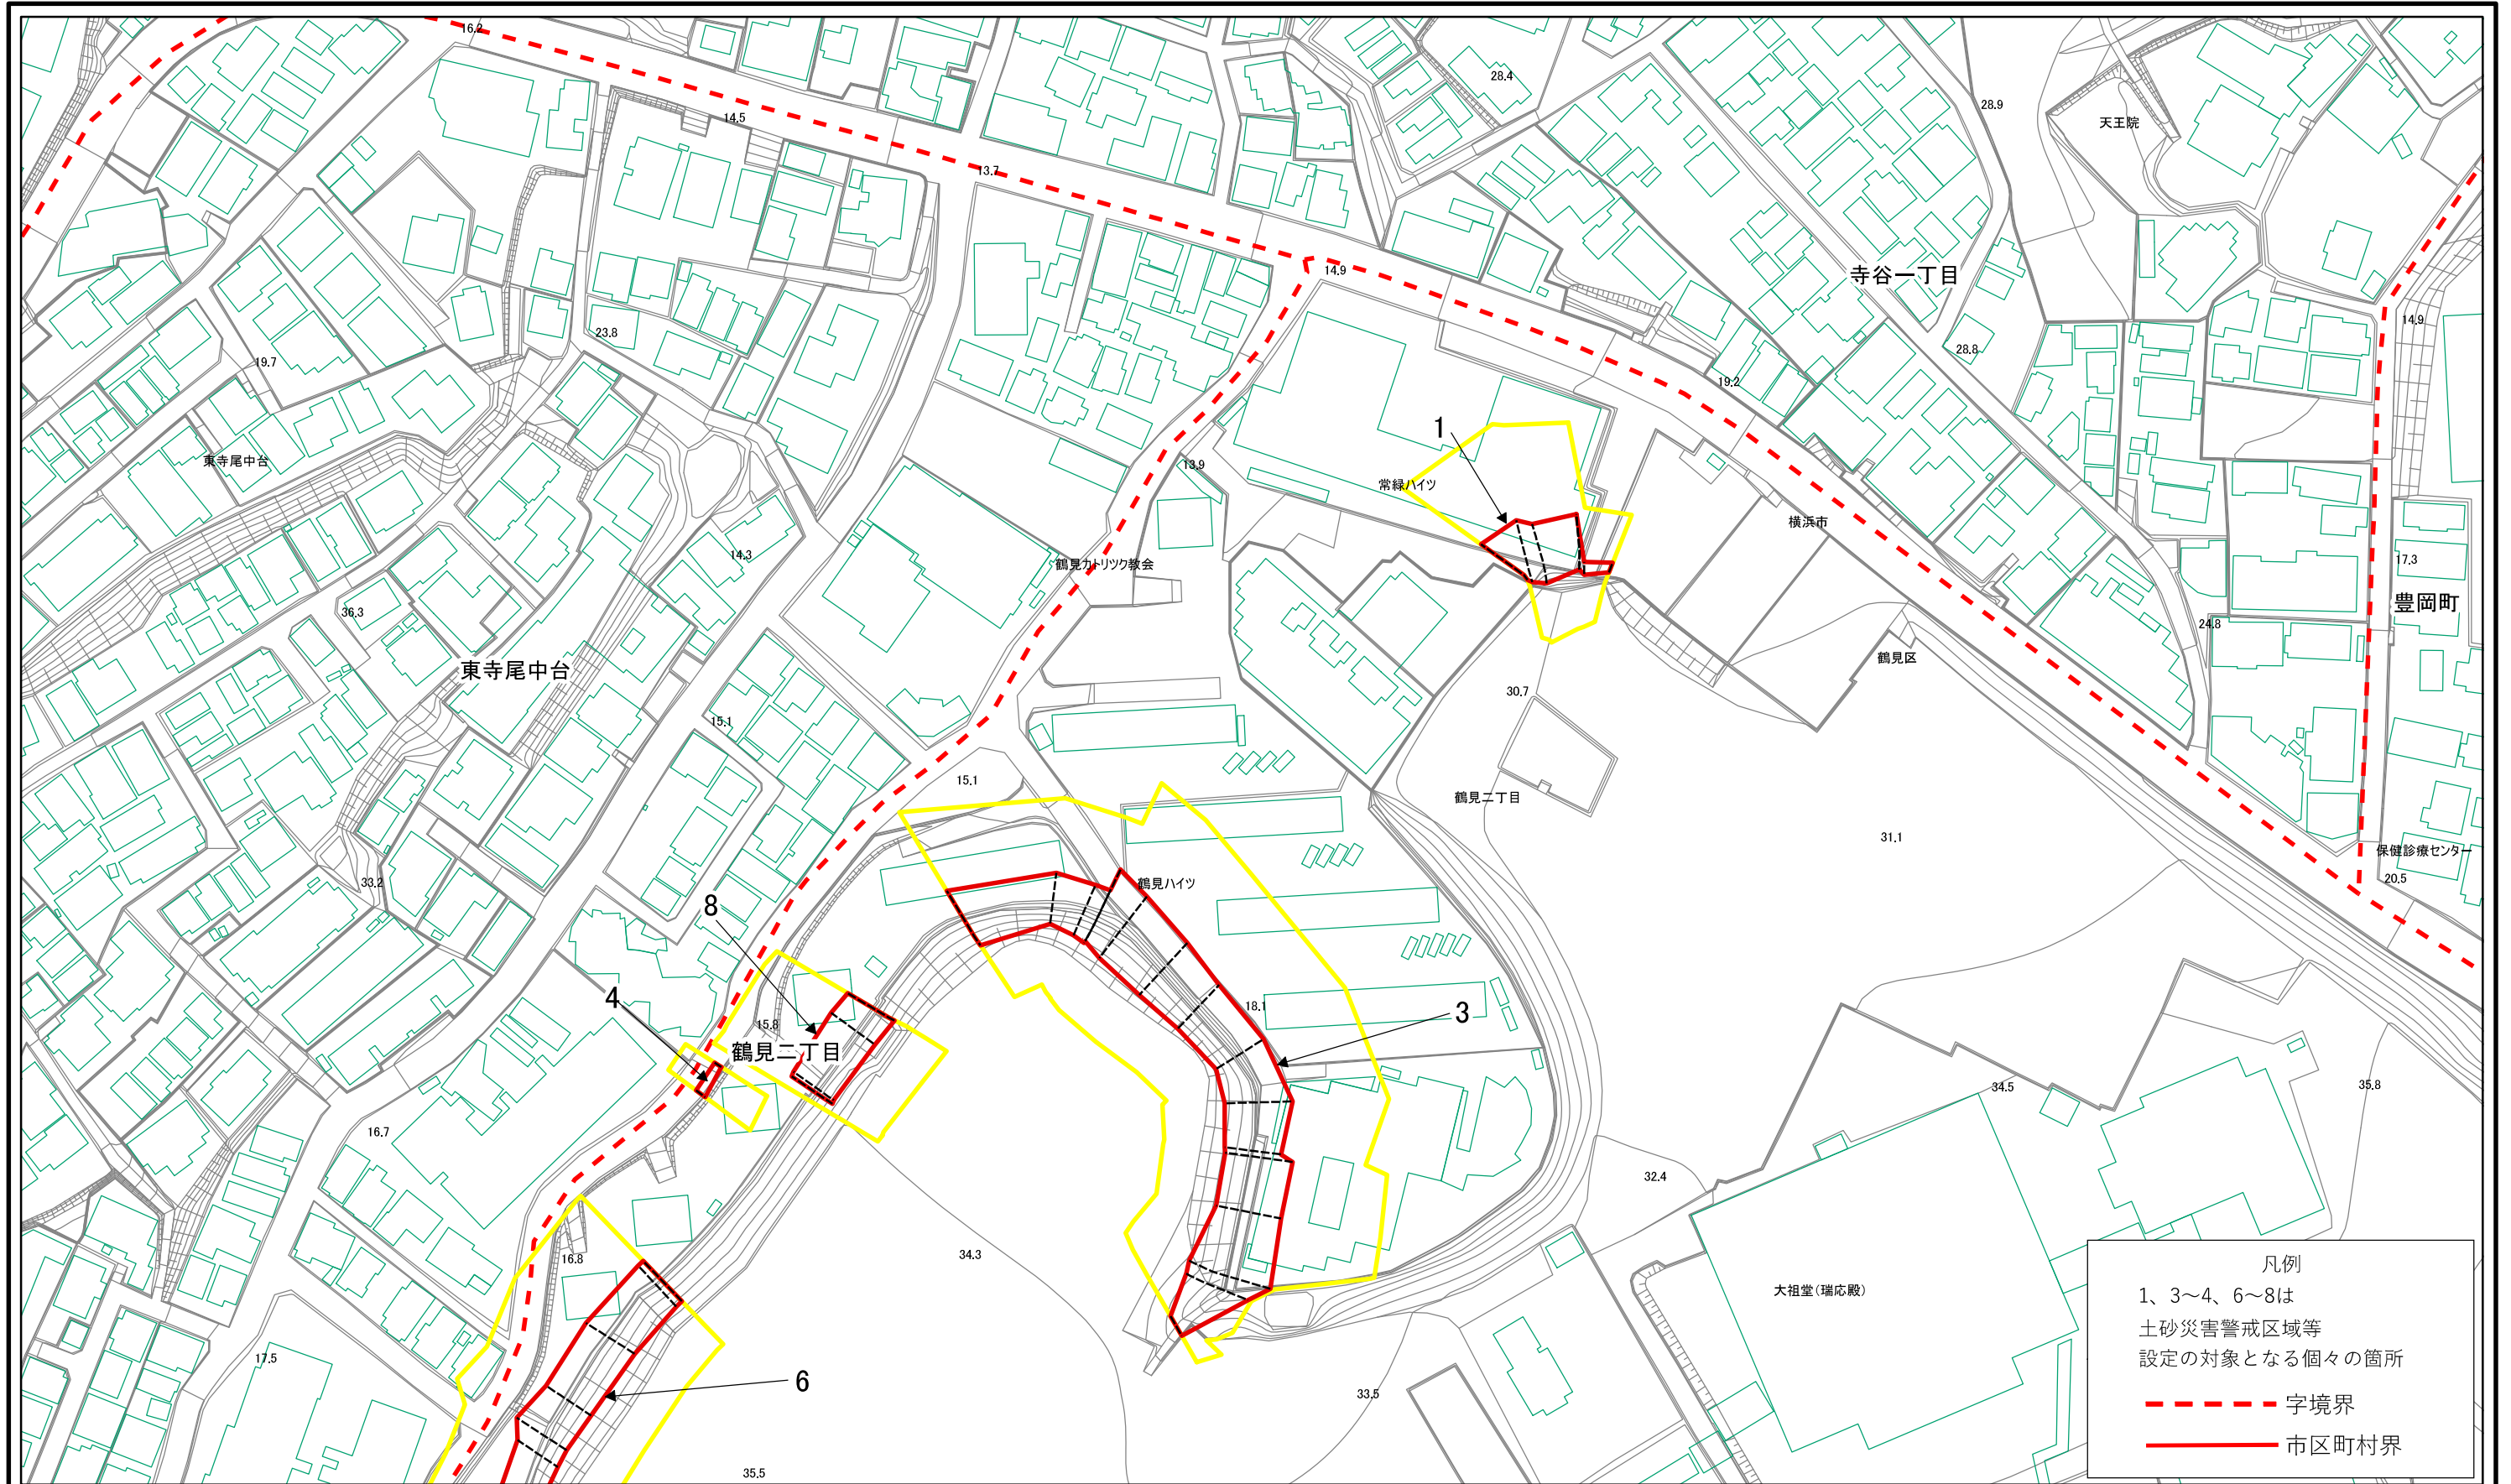 16.2
28.4
28.9
14.5
天王院
13.7
14.9
寺谷一丁目
14.9
23.8
28.8
19.7
19.2
1
東寺尾中台
13.9
常緑ハイツ
横浜市
14.3
鶴見カトリック教会
17.3
36.3
豊岡町
24.8
東寺尾中台
鶴見区
30.7
15.1
15.1
鶴見二丁目
31.1
保健診療センター
33.2
鶴見ハイツ
20.5
8
4
18.1
3
15.8
鶴見二丁目
34.5
35.8
16.7
32.4
34.3
16.8
大祖堂(瑞応殿)
17.5
6
33.5
35.5
凡例
1、3～4、6～8は
土砂災害警戒区域等
設定の対象となる個々の箇所
字境界
市区町村界